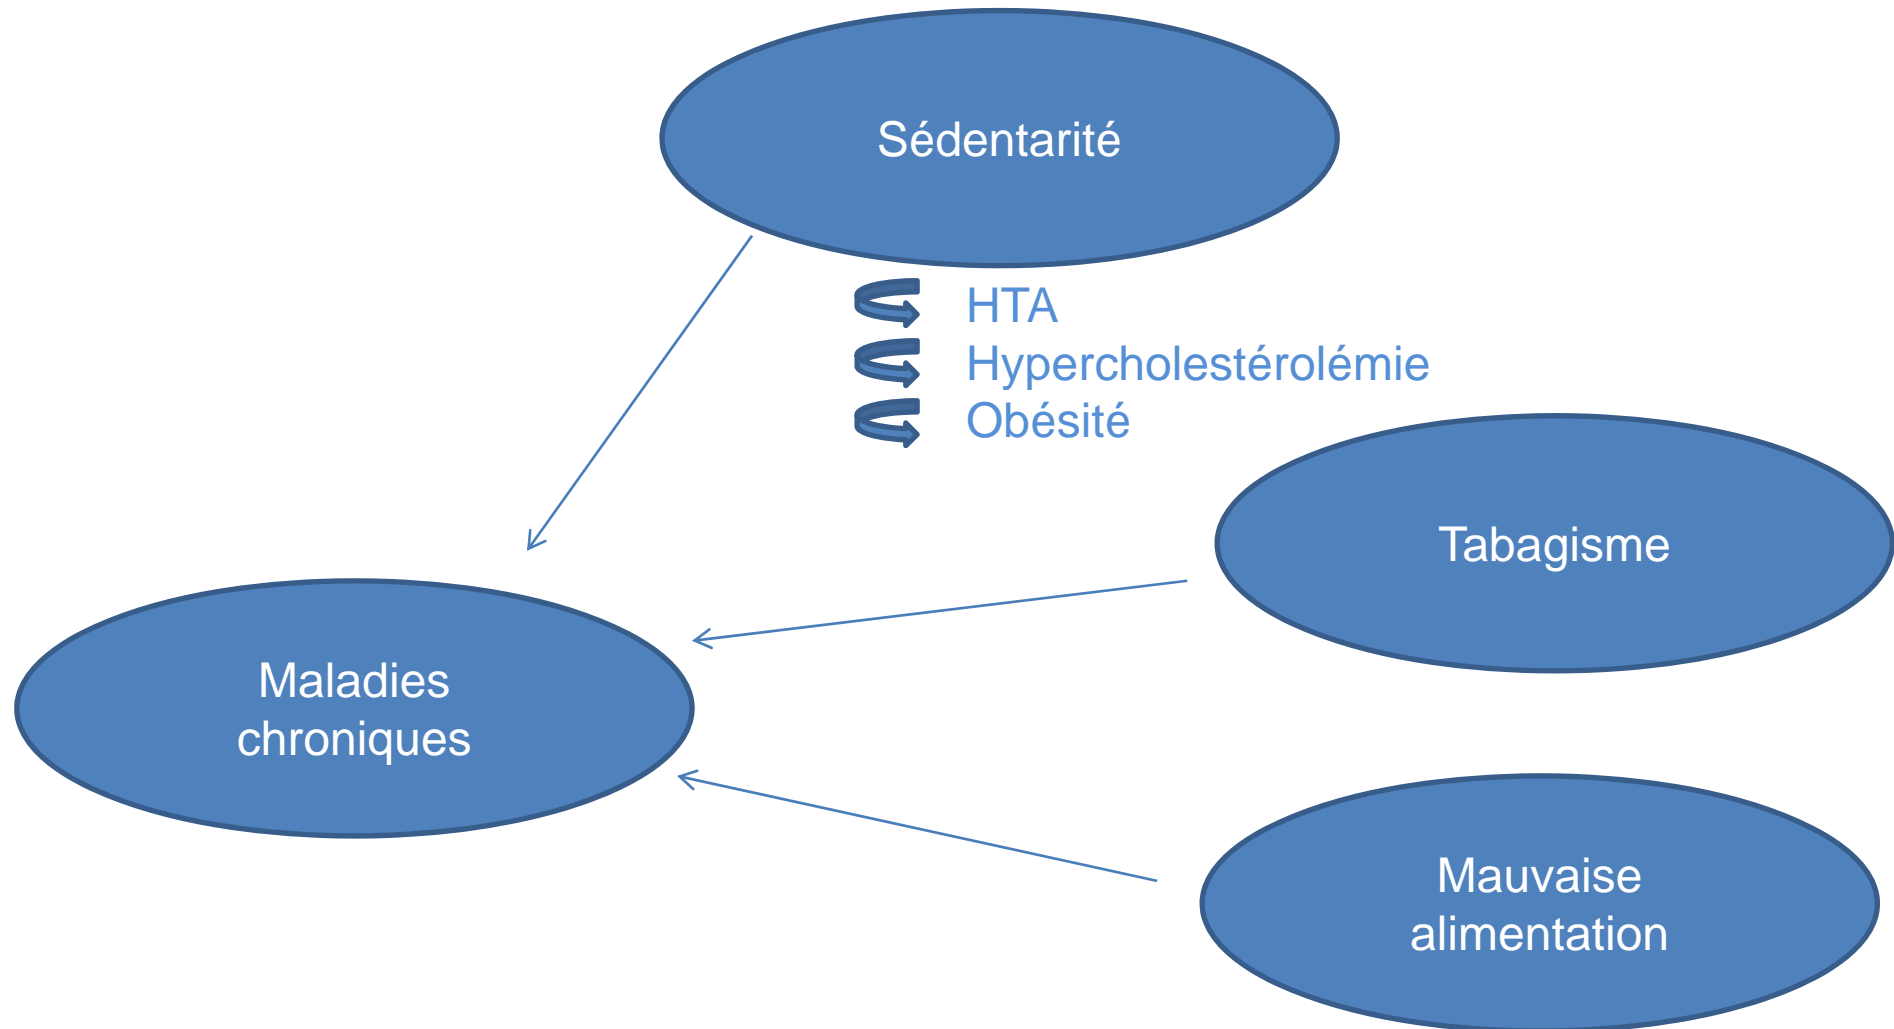 Sédentarité
HTA
Hypercholestérolémie
Obésité
Tabagisme
Maladies
chroniques
Mauvaise
alimentation